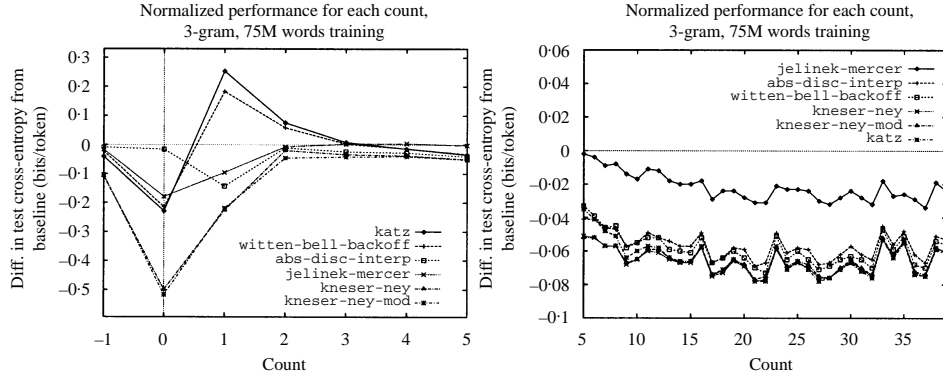 Normalized performance for each count,
3-gram, 75M words training
Diff. in test cross-entropy from
baseline (bits/token)
0·3
0·2
0·1
0
–0·1
–0·2
–0·3
–0·4
–0·5
katz
witten-bell-backoff
abs-disc-interp
jelinek-mercer
kneser-ney
kneser-ney-mod
–1
0
1
2
3
4
5
Count
Normalized performance for each count,
3-gram, 75M words training
Diff. in test cross-entropy from
baseline (bits/token)
0·06
0·04
0·02
0
–0·02
–0·04
–0·06
–0·08
–0·1
jelinek-mercer
abs-disc-interp
witten-bell-backoff
kneser-ney
kneser-ney-mod
katz
5
10
15
20
25
30
35
Count